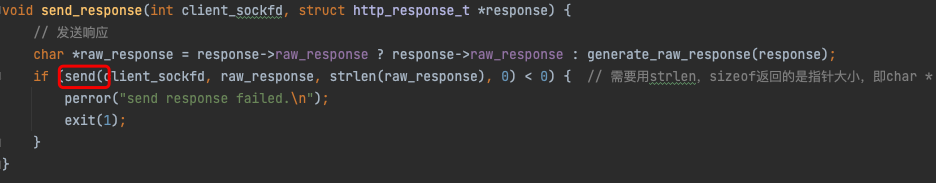 void send_response(int client_sockfd, struct http_response_t *response) {
// 发送响应
char *raw_response = response->raw_response ? response->raw_response : generate_raw_response(response);
if (send(client_sockfd, raw_response, strlen(raw_response), 0) < 0) {  // 需要用strlen，sizeof返回的是指针大小，即char *
perror("send response failed.\n");
exit(1);
}
}